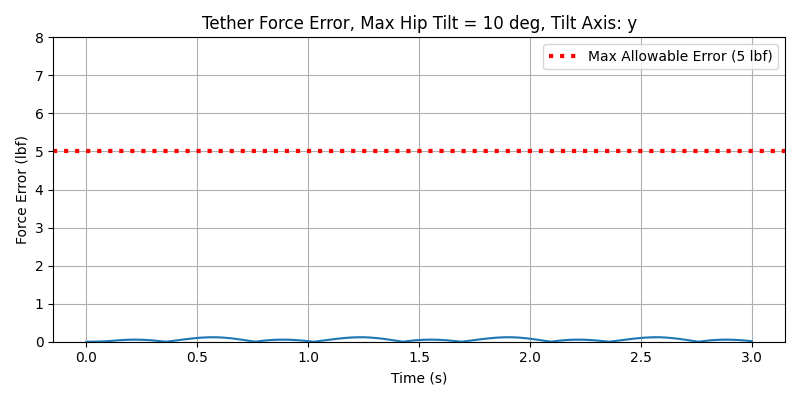 Tether Force Error, Max Hip Tilt = 10 deg, Tilt Axis: y
Max Allowable Error (5 lbf)
Force Error (lbf)
8
7
6
5
4
3
2
1
0
0.0 0.5 1.0 1.5 2.0 2.5 3.0
Time (s)